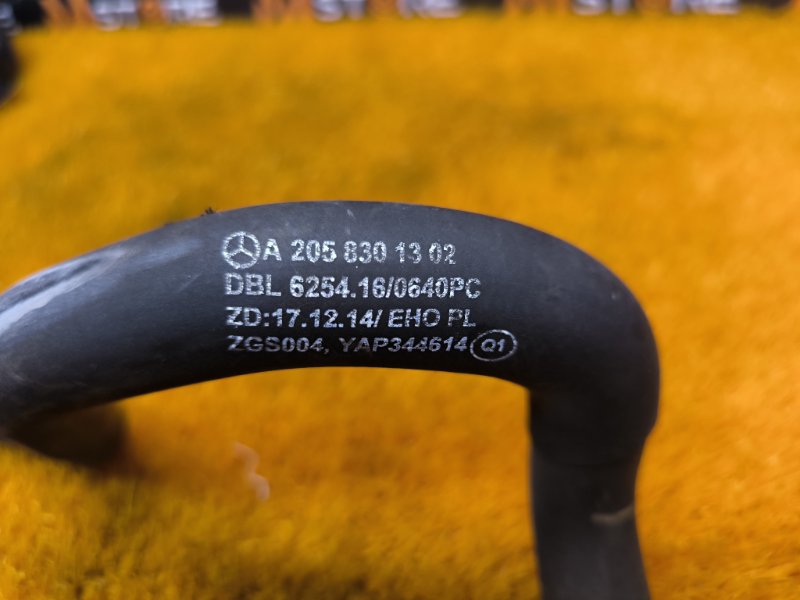 A 205 830 13 02
DBL 6254.16/0640PC
ZD:17.12.14/ EHO PL
ZGS004, YAP344614 Q1